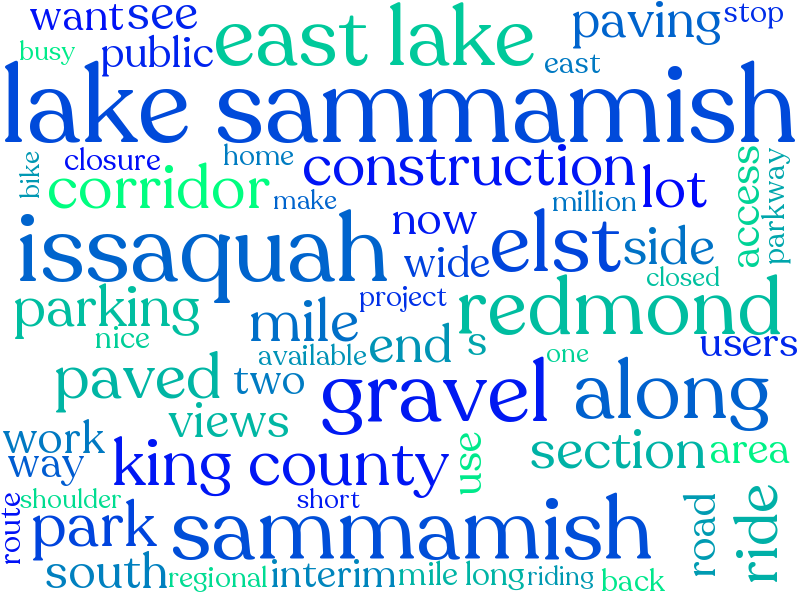 want see
east lake
paving
stop
busy
public
east
lake sammamish
closure
home
construction
lot
bike
corridor
make
million
access
parkway
issaquah
now
elst
side
wide
closed
parking
mile
project
redmond
nice
available
end
s
one
users
paved
two
gravel
along
views
work
way
king county
use
section
area
route
shoulder
short
park
sammamish
road
ride
south
regional
interim
mile long
riding
back